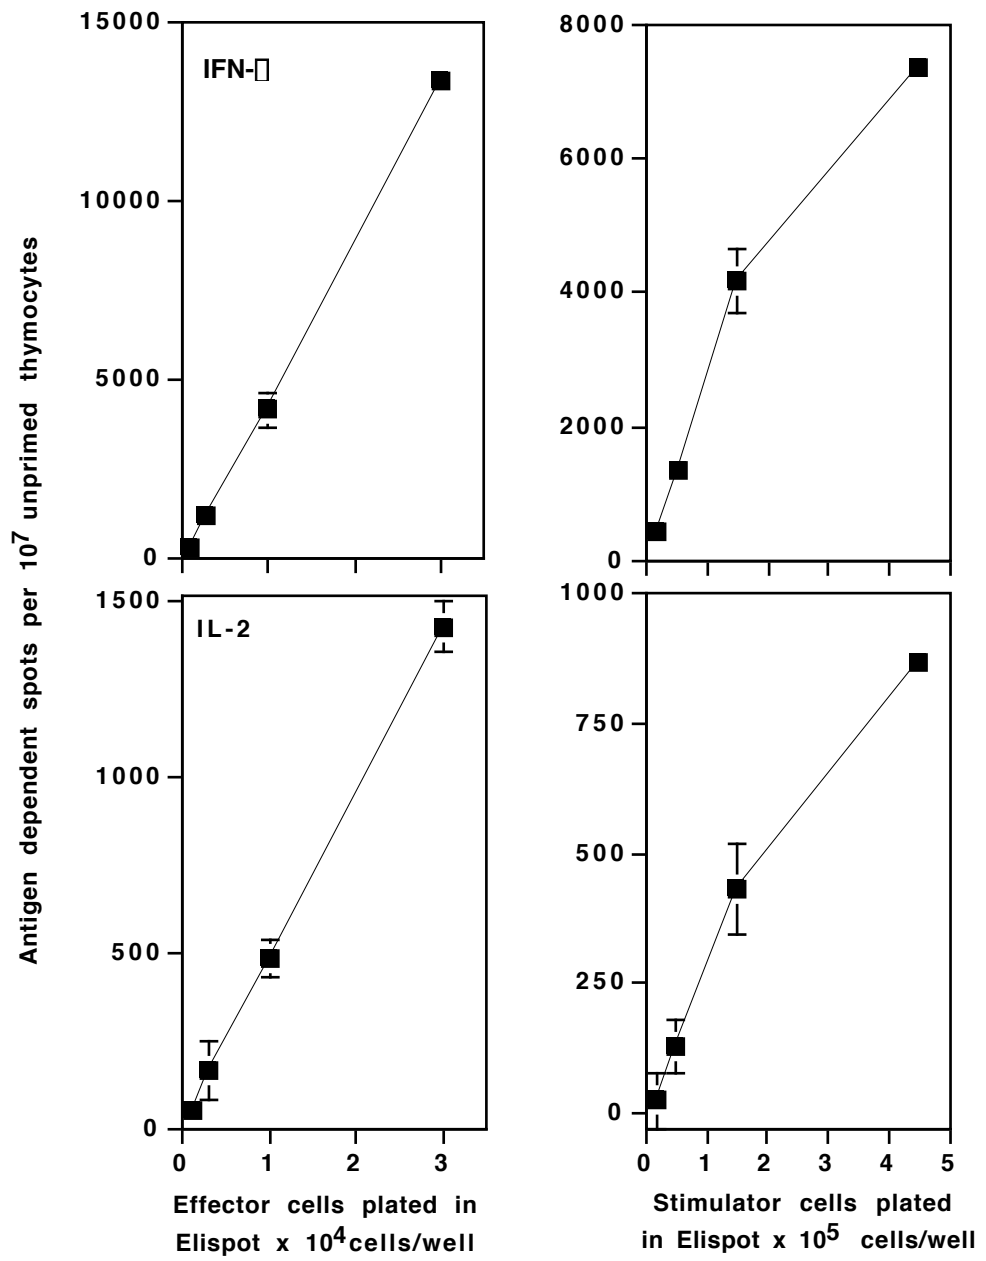 Antigen dependent spots per 10⁷ unprimed thymocytes
15000
10000
5000
0
IFN-▯
8000
6000
4000
2000
0
1500
1000
500
0
IL-2
0 1 2 3
Effector cells plated in
Elispot x 10⁴ cells/well
1000
750
500
250
0
0 1 2 3 4 5
Stimulator cells plated
in Elispot x 10⁵ cells/well